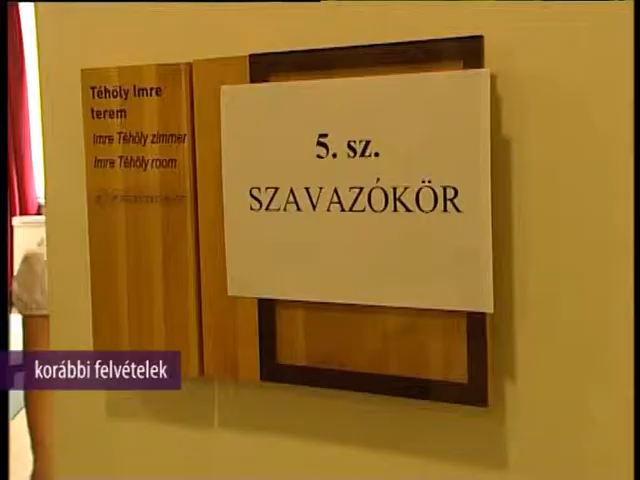 Téhöly Imre
terem
Imre Téhöly zimmer
Imre Téhöly room
5. sz.
SZAVAZÓKÖR
korábbi felvételek